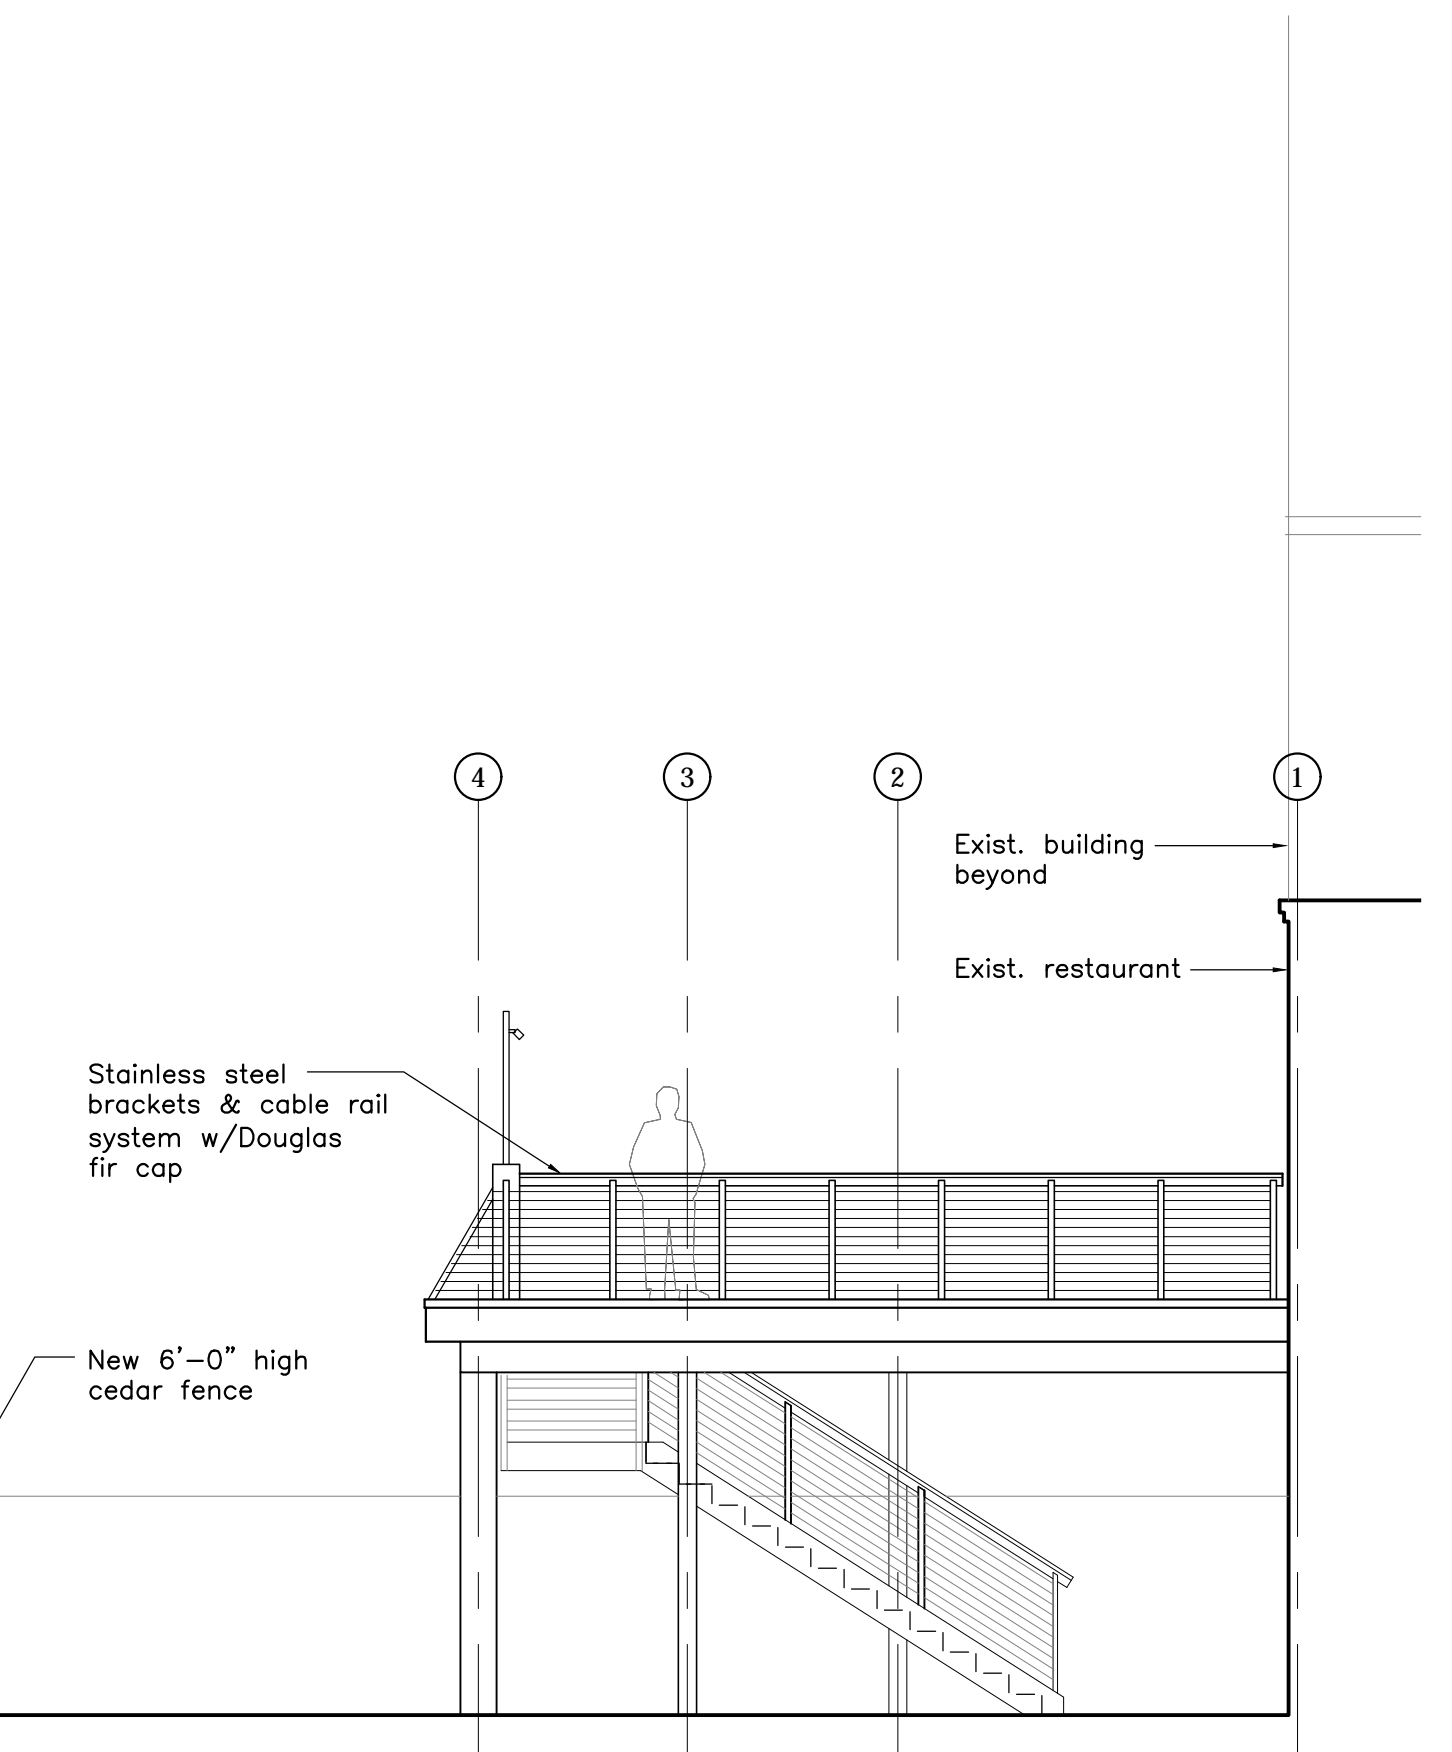 4
3
2
1
Exist. building
beyond
Exist. restaurant
Stainless steel
brackets & cable rail
system w/Douglas
fir cap
New 6'-0" high
cedar fence